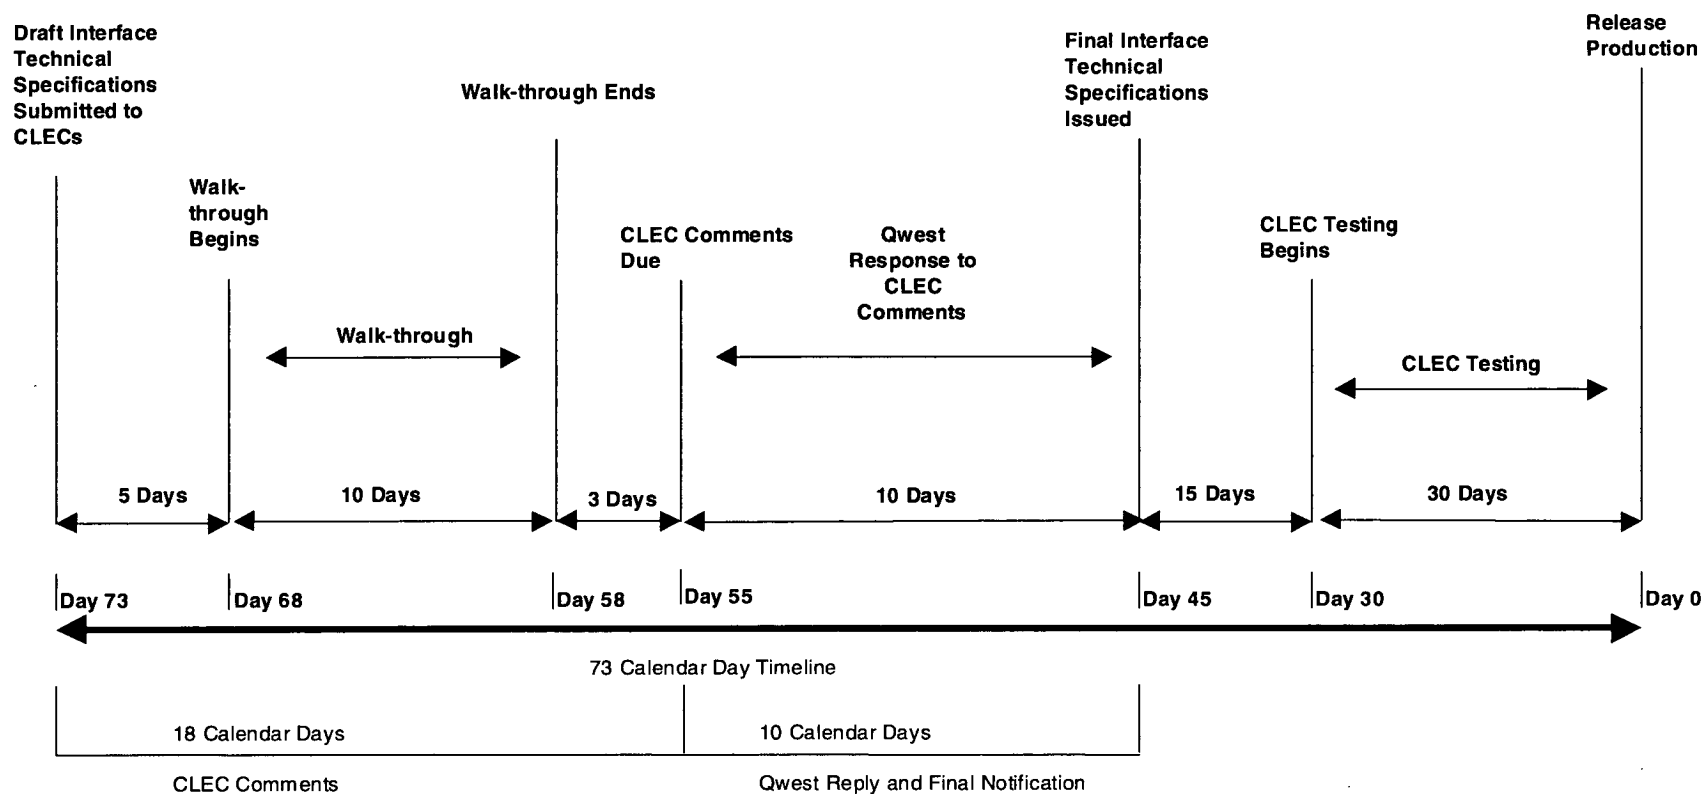 Draft Interface
Technical
Specifications
Submitted to
CLECs
Walk-
through
Begins
Walk-through Ends
CLEC Comments
Due
Qwest
Response to
CLEC
Comments
Final Interface
Technical
Specifications
Issued
CLEC Testing
Begins
Release
Production
Walk-through
CLEC Testing
5 Days
10 Days
3 Days
10 Days
15 Days
30 Days
Day 73
Day 68
Day 58
Day 55
Day 45
Day 30
Day 0
73 Calendar Day Timeline
18 Calendar Days
10 Calendar Days
CLEC Comments
Qwest Reply and Final Notification